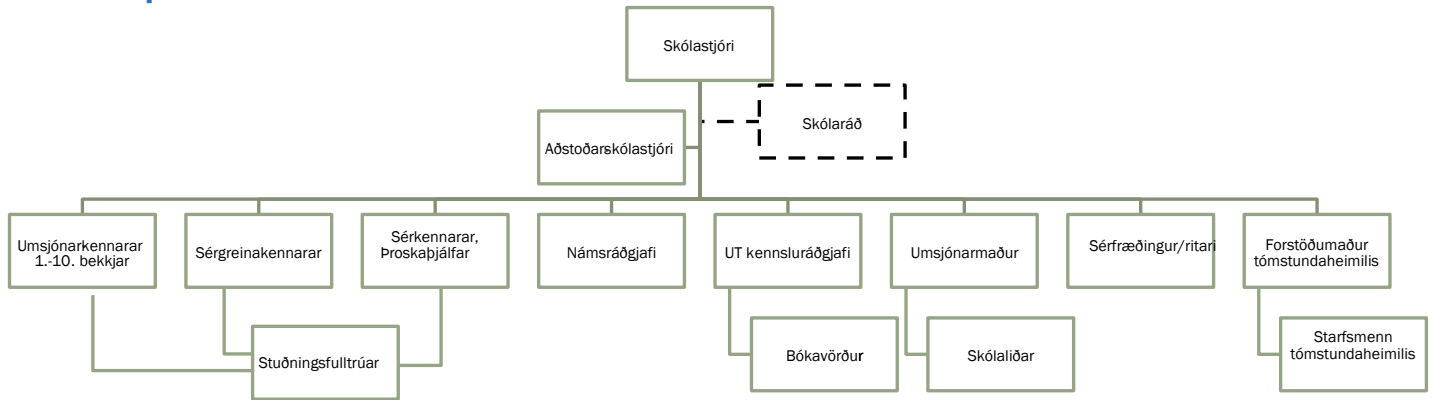 Skólastjóri
Skólaráð
Aðstoðarskólastjóri
Umsjónarkennarar
1.-10. bekkjar
Sérgreinakennarar
Sérkennarar,
Þroskaþjálfar
Námsráðgjafi
UT kennsluráðgjafi
Umsjónarmaður
Sérfræðingur/ritari
Forstöðumaður
tómstundaheimilis
Stuðningsfulltrúar
Bókavörður
Skólaliðar
Starfsmenn
tómstundaheimilis